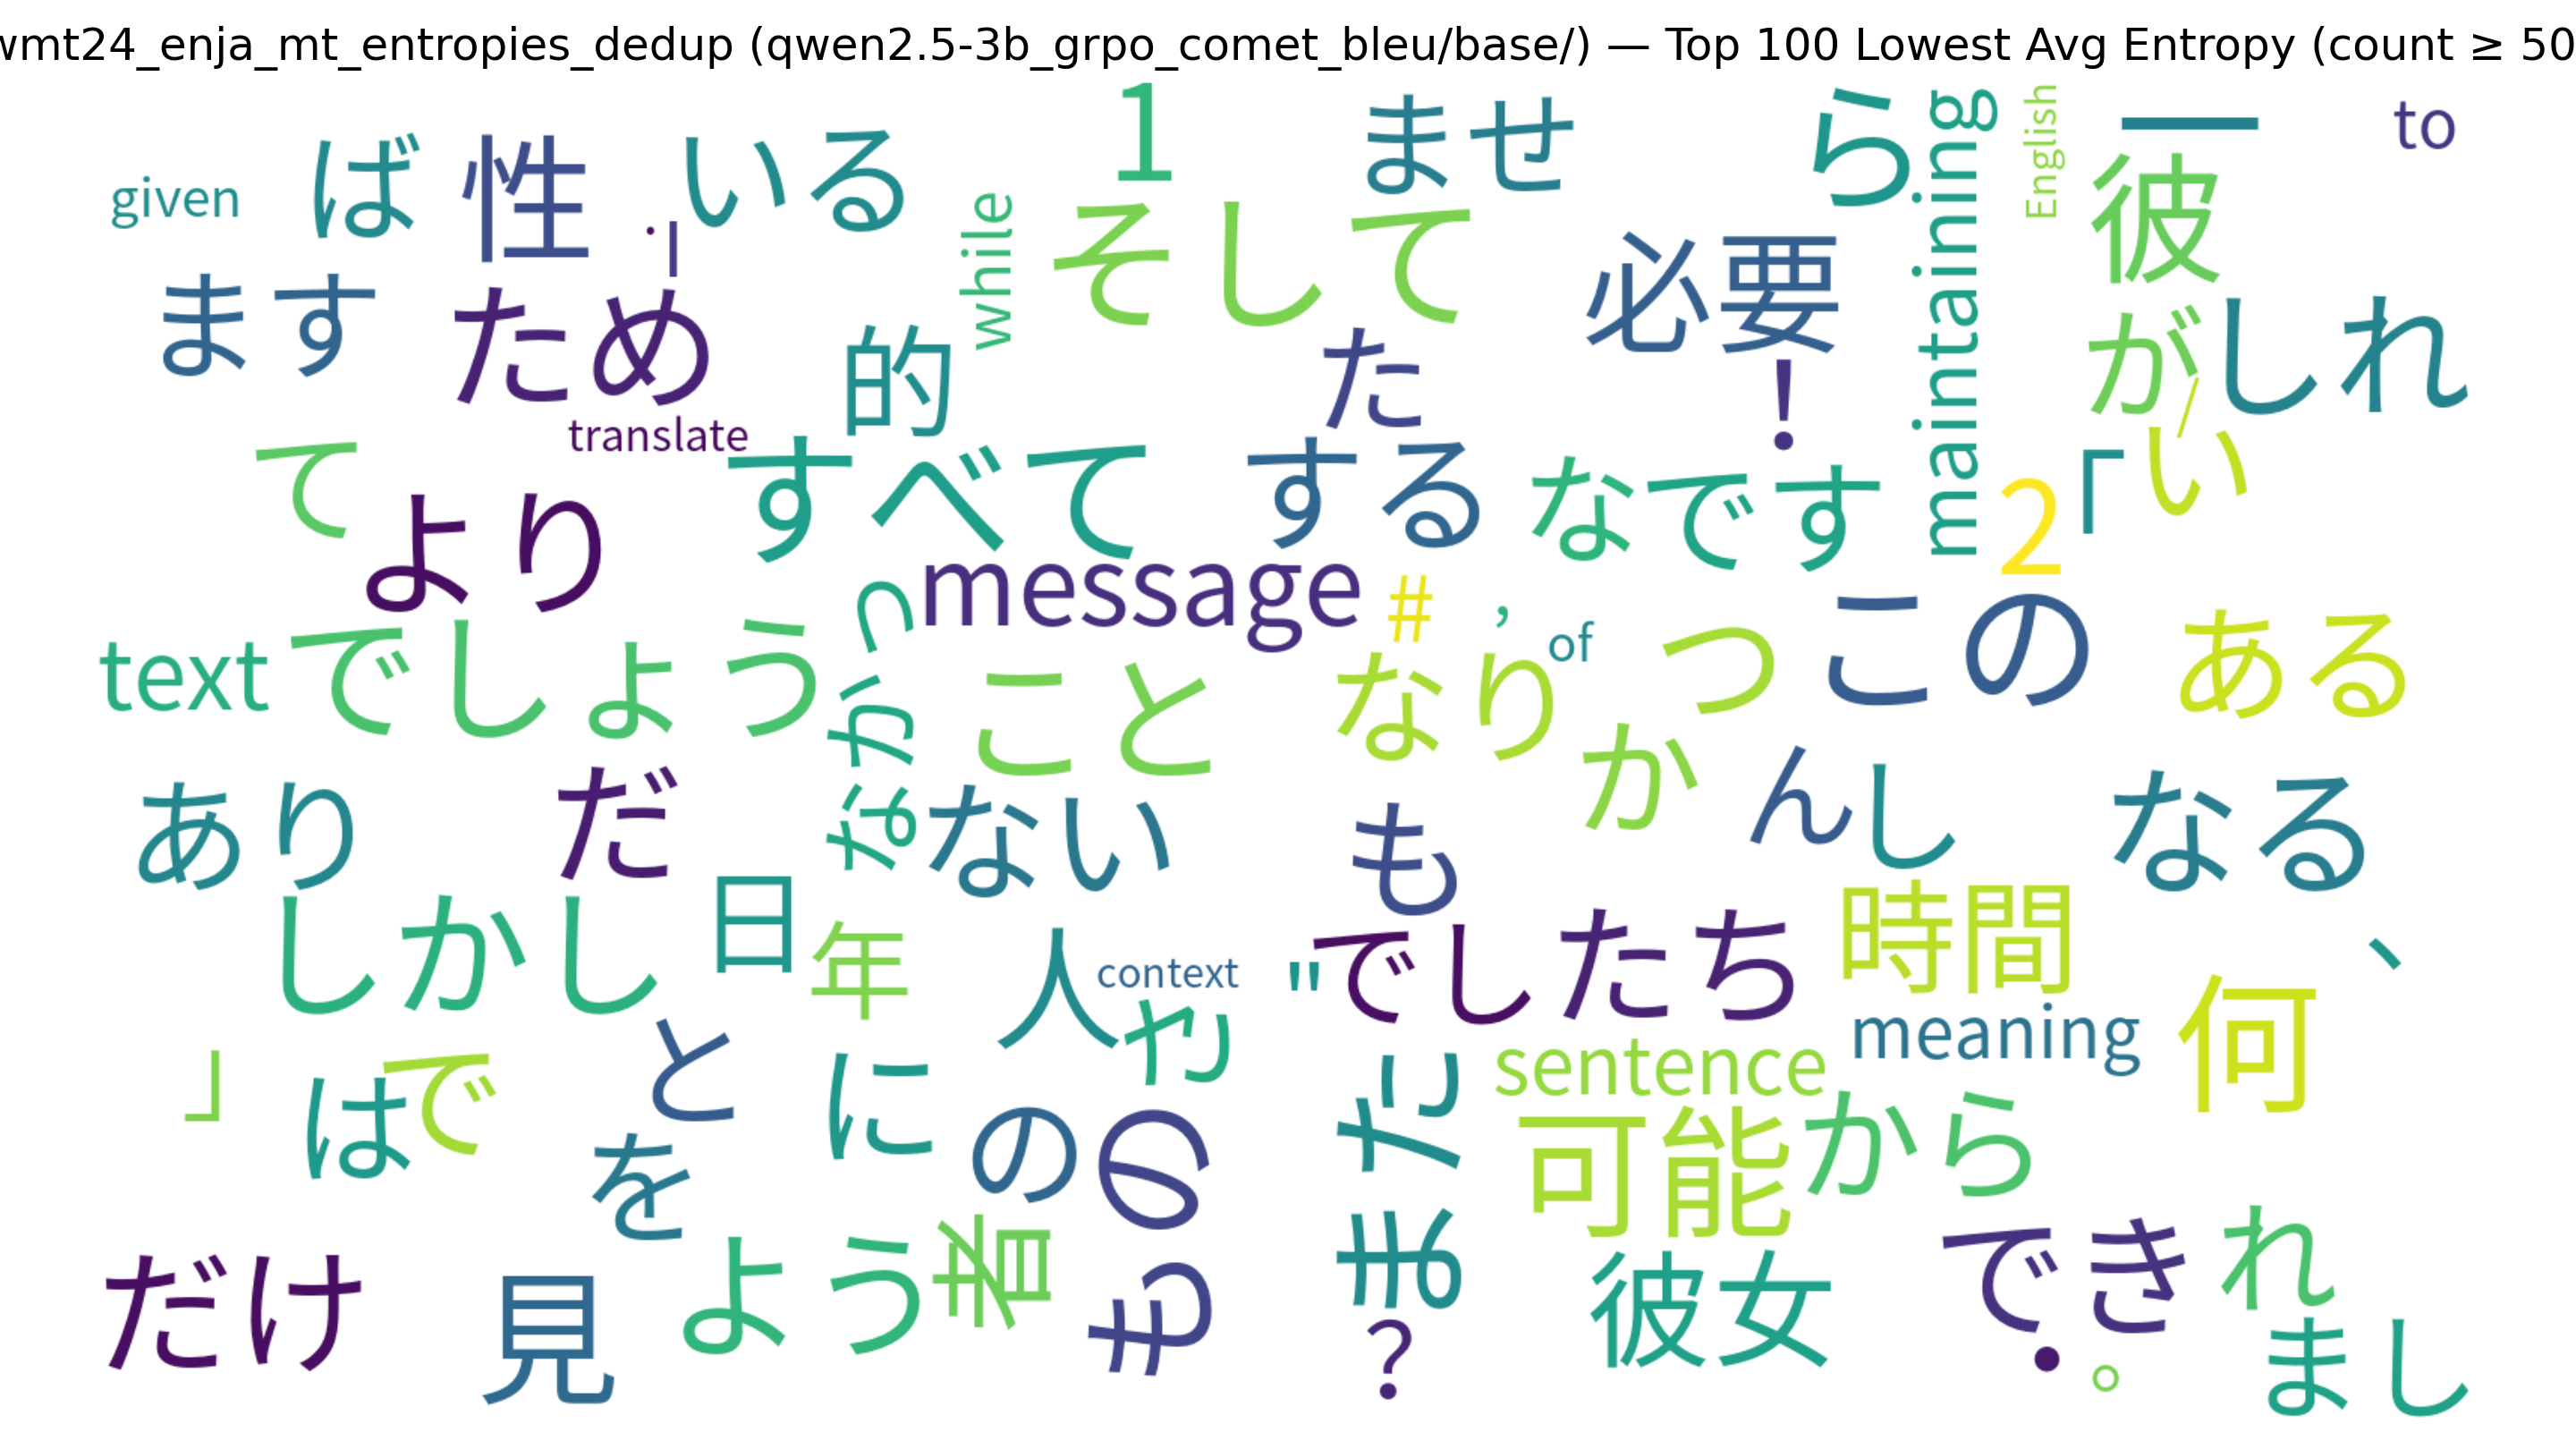 wmt24_enja_mt_entropies_dedup (qwen2.5-3b_grpo_comet_bleu/base/) — Top 100 Lowest Avg Entropy (count ≥ 50
given
ば
性
いる
1
ませ
ら
maintaining
English
一
to
彼
while
そして
必要
ます
ため
的
た
!
が
しれ
/
translate
て
より
すべて
する
な
です
2
「
い
message
#
,
of
text
でしょう
なかっ
こと
なり
つ
この
ある
か
あり
だ
ない
も
ん
し
なる
しかし
日
年
人
context
や
"
でし
たち
時間
、
meaning
何
sentence
」
は
で
と
に
の
もの
まだ
可能
から
を
だけ
見
よう
者
?
彼女
でき
れ
・
。
まし